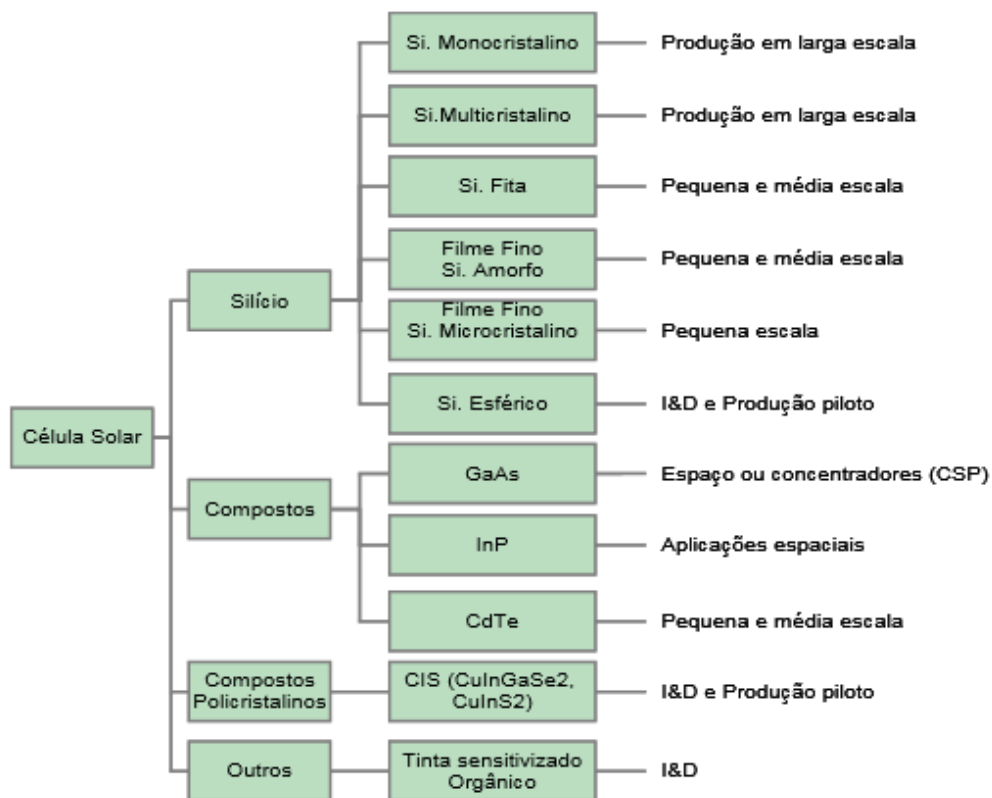 Célula Solar
Silício
Si. Monocristalino
Produção em larga escala
Si.Multicristalino
Produção em larga escala
Si. Fita
Pequena e média escala
Filme Fino
Si. Amorfo
Pequena e média escala
Filme Fino
Si. Microcristalino
Pequena escala
Si. Esférico
I&D e Produção piloto
Compostos
GaAs
Espaço ou concentradores (CSP)
InP
Aplicações espaciais
CdTe
Pequena e média escala
Compostos
Policristalinos
CIS (CuInGaSe2,
CuInS2)
I&D e Produção piloto
Outros
Tinta sensitivizado
Orgânico
I&D